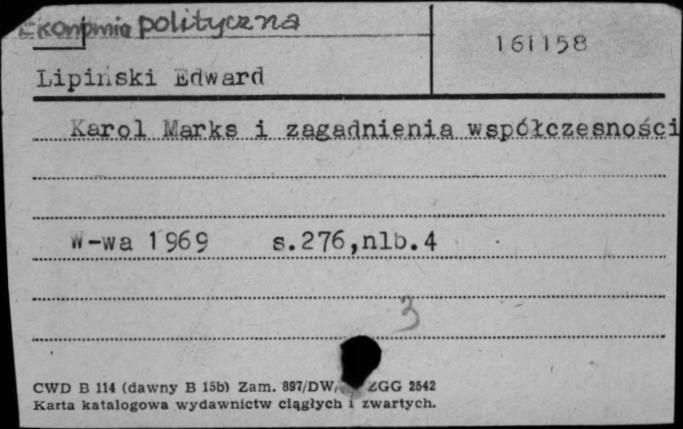 Ekonomia polityczna
161158
Lipiński Edward
Karol Marks i zagadnienia współczesności
W-wa 1969 s.276,nlb.4
3
CWD B 114 (dawny B 15b) Zam. 897/DW, ZGG 2542
Karta katalogowa wydawnictw ciągłych i zwartych.